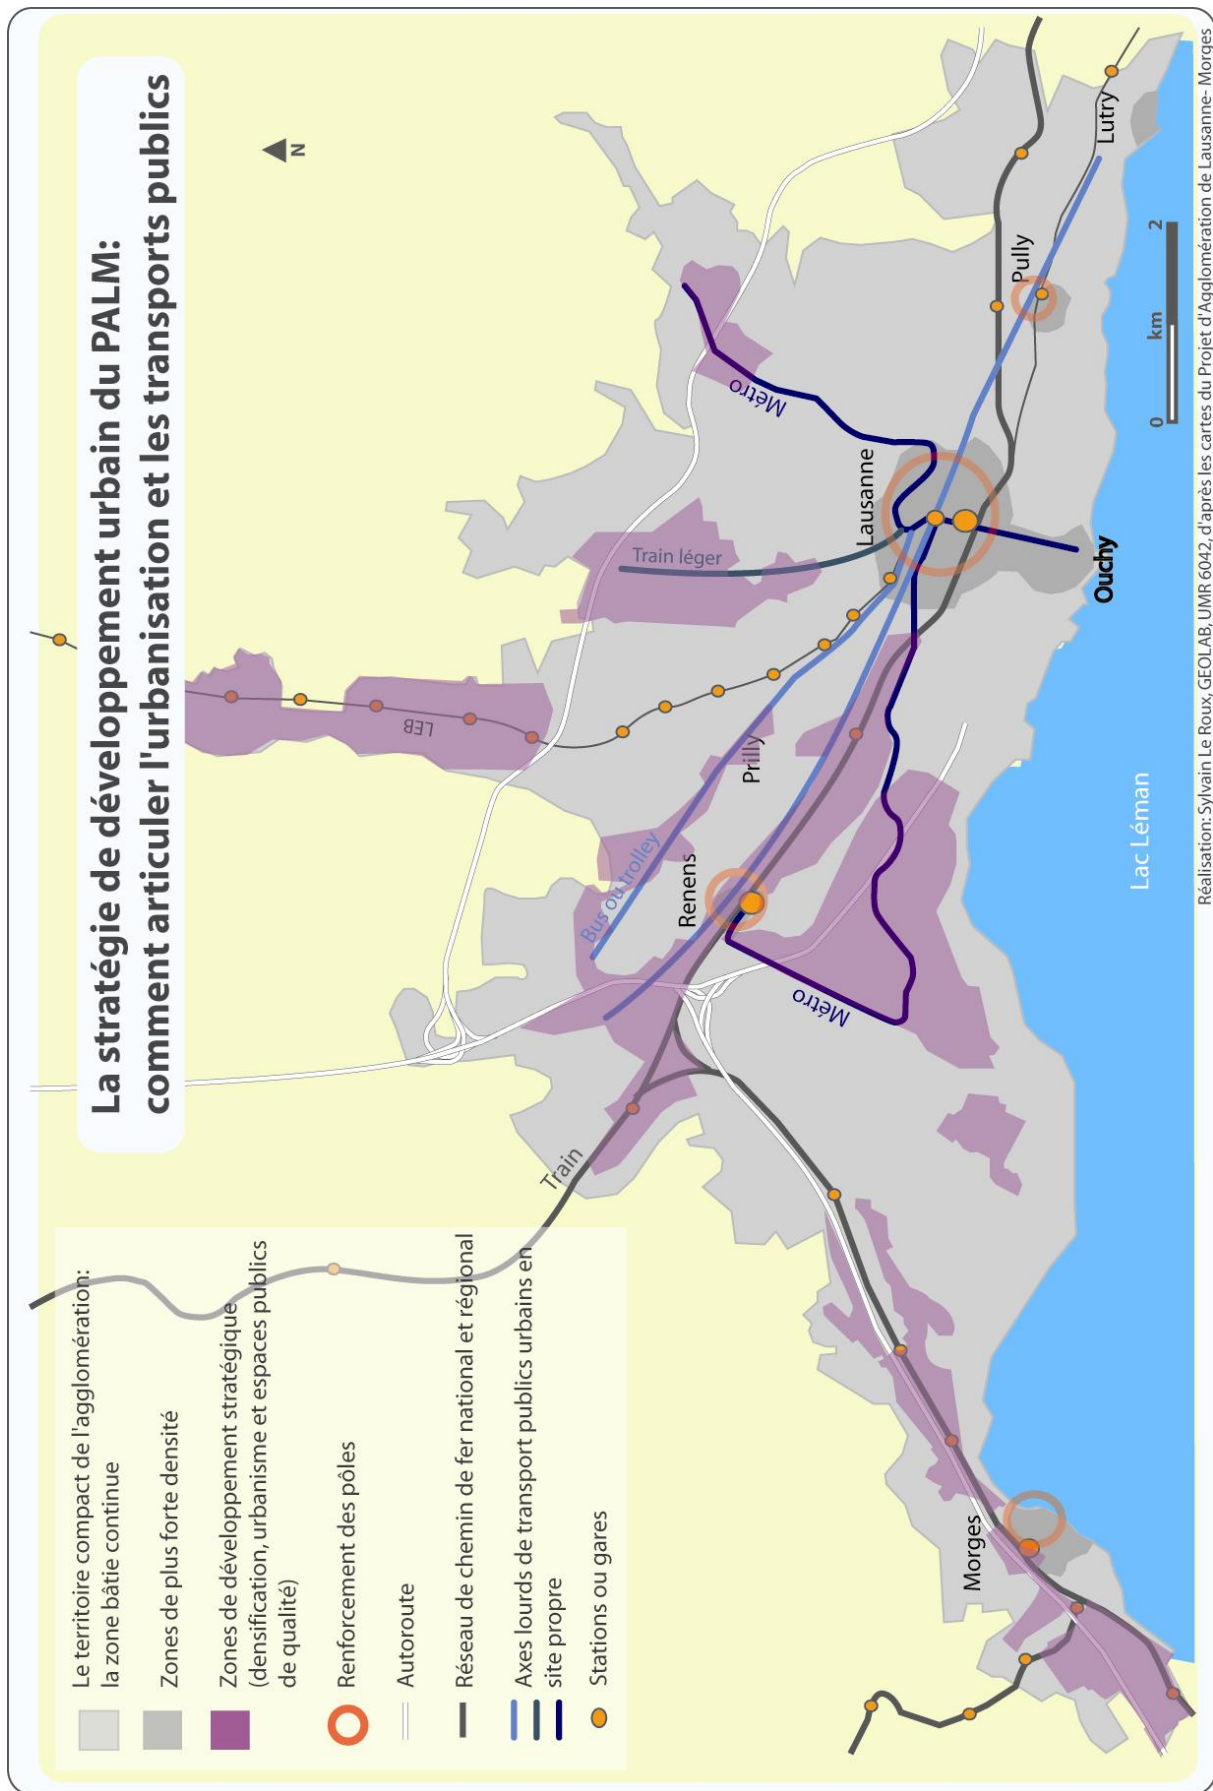 La stratégie de développement urbain du PALM:
comment articuler l'urbanisation et les transports publics
N
Le territoire compact de l'agglomération:
la zone bâtie continue
Zones de plus forte densité
Zones de développement stratégique
(densification, urbanisme et espaces publics
de qualité)
Renforcement des pôles
Autoroute
Réseau de chemin de fer national et régional
Axes lourds de transport publics urbains en
site propre
Stations ou gares
Train
LEB
Train léger
Bus ou trolley
Prilly
Renens
Métro
Métro
Lausanne
Ouchy
Pully
Lutry
Morges
Lac Léman
0
km
2
Réalisation: Sylvain Le Roux, GEOLAB, UMR 6042, d'après les cartes du Projet d'Agglomération de Lausanne- Morges